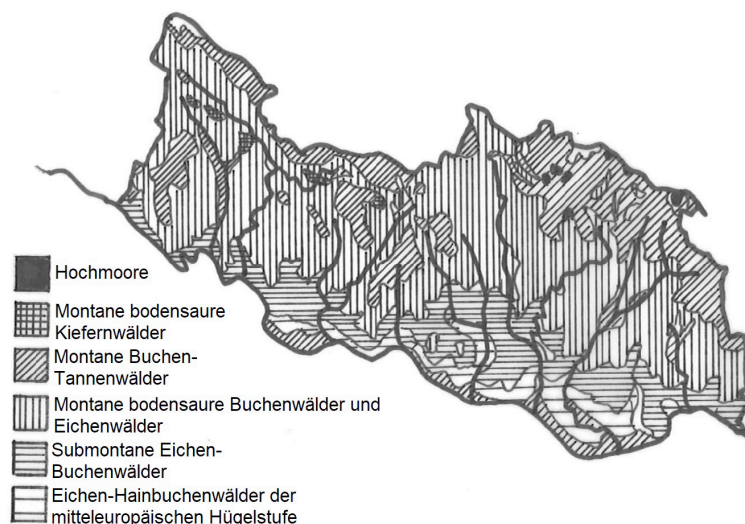 Hochmoore
Montane bodensaure
Kiefernwälder
Montane Buchen-
Tannenwälder
Montane bodensaure Buchenwälder und
Eichenwälder
Submontane Eichen-
Buchenwälder
Eichen-Hainbuchenwälder der
mitteleuropäischen Hügelstufe